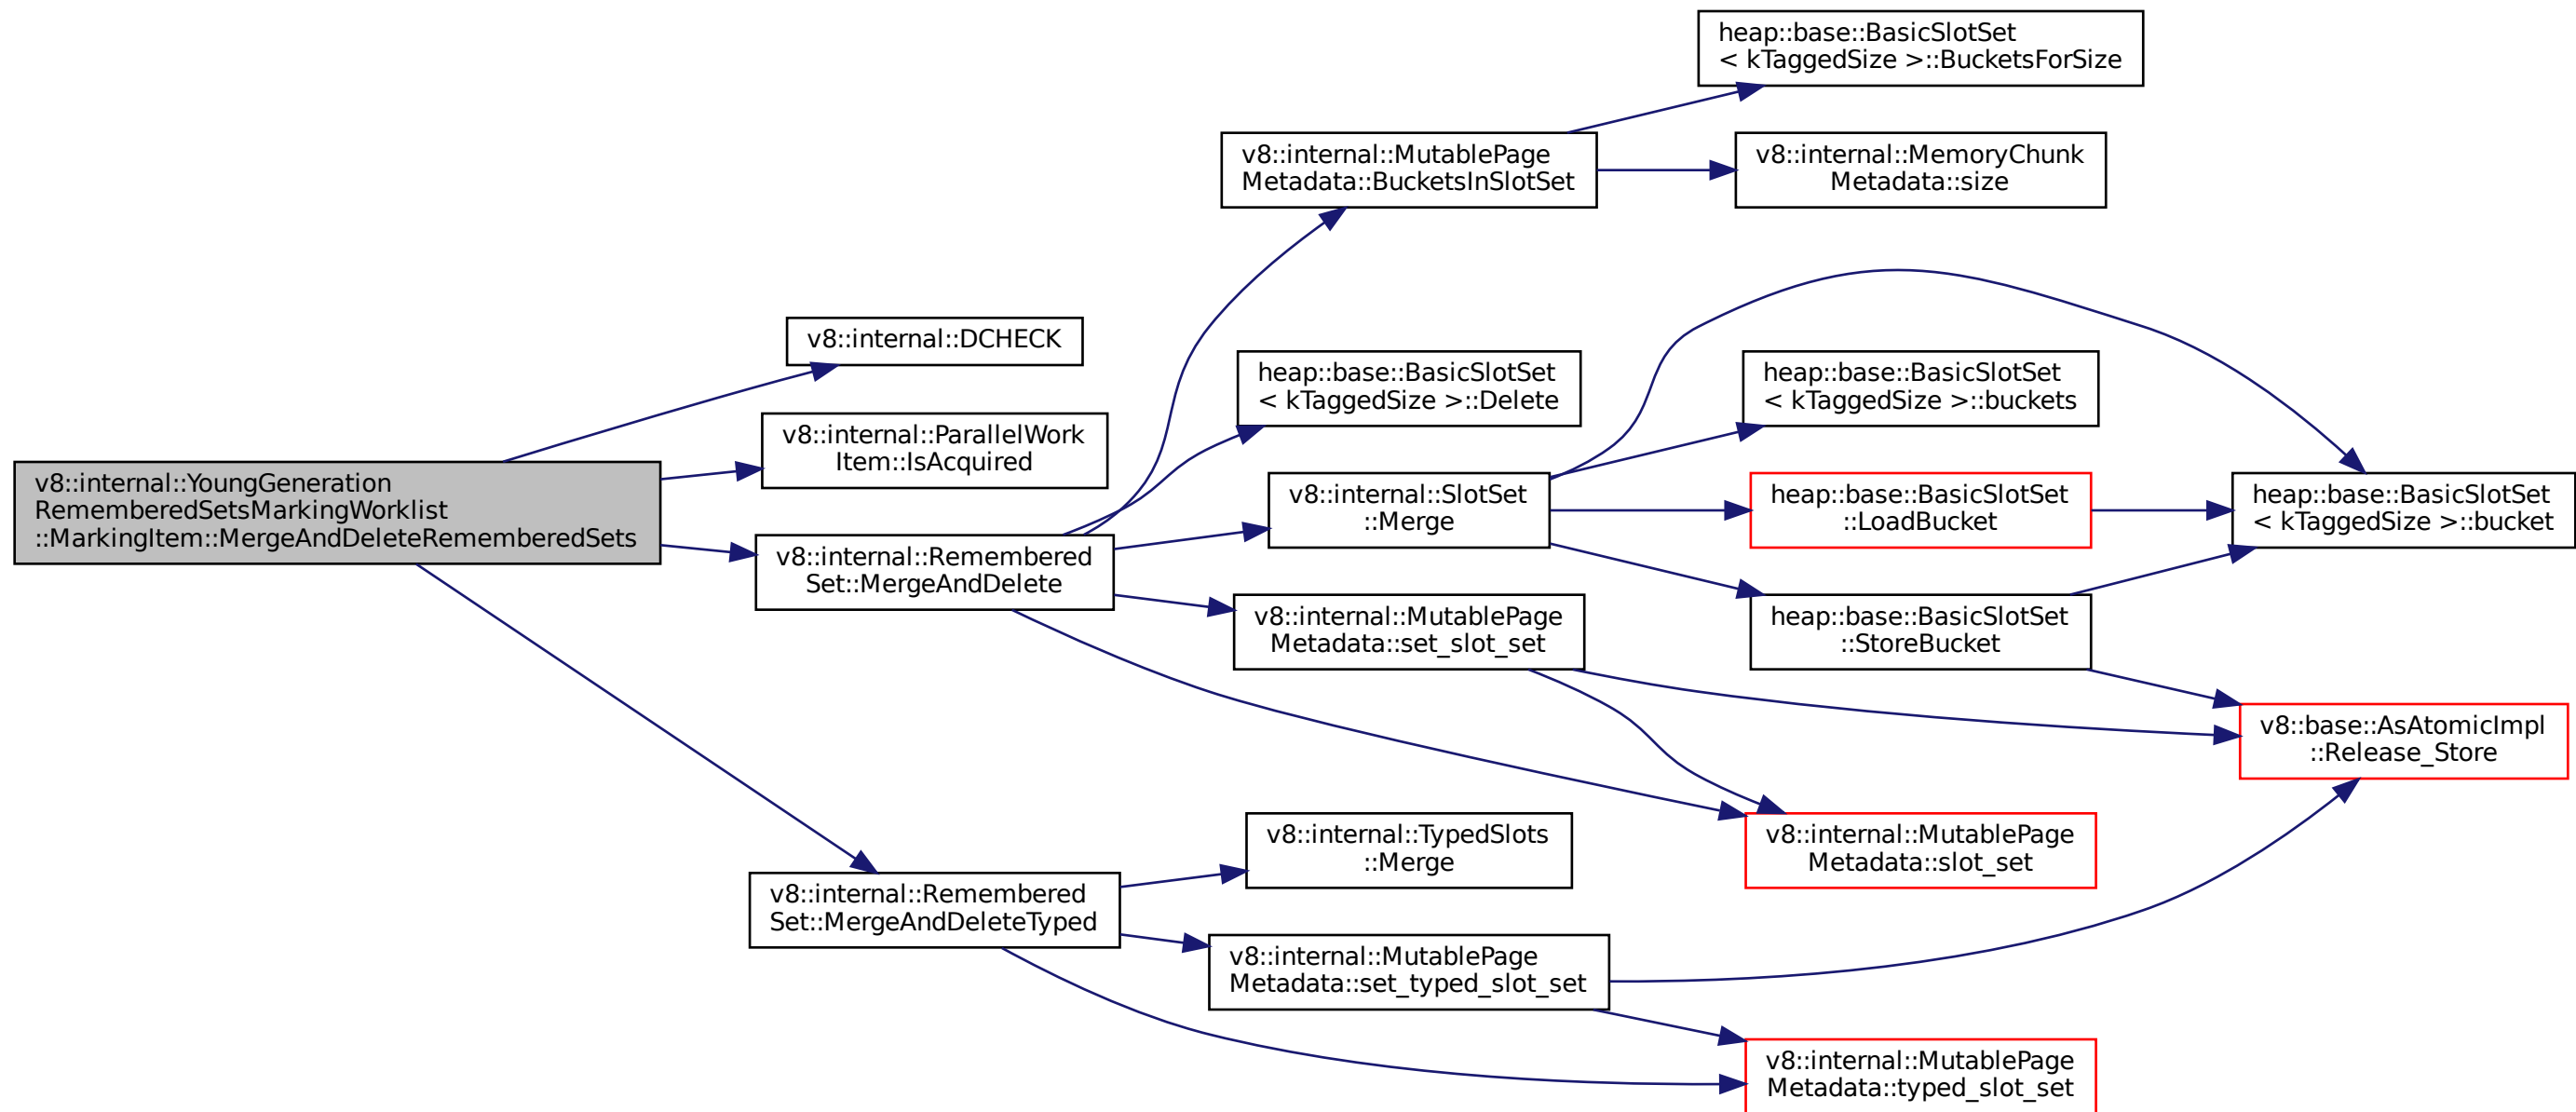 v8::internal::YoungGeneration
RememberedSetsMarkingWorklist
::MarkingItem::MergeAndDeleteRememberedSets
v8::internal::DCHECK
v8::internal::ParallelWork
Item::IsAcquired
v8::internal::Remembered
Set::MergeAndDelete
v8::internal::Remembered
Set::MergeAndDeleteTyped
v8::internal::MutablePage
Metadata::BucketsInSlotSet
heap::base::BasicSlotSet
< kTaggedSize >::Delete
v8::internal::SlotSet
::Merge
v8::internal::MutablePage
Metadata::set_slot_set
v8::internal::TypedSlots
::Merge
v8::internal::MutablePage
Metadata::set_typed_slot_set
heap::base::BasicSlotSet
< kTaggedSize >::BucketsForSize
v8::internal::MemoryChunk
Metadata::size
heap::base::BasicSlotSet
< kTaggedSize >::buckets
heap::base::BasicSlotSet
::LoadBucket
heap::base::BasicSlotSet
::StoreBucket
v8::internal::MutablePage
Metadata::slot_set
v8::internal::MutablePage
Metadata::typed_slot_set
heap::base::BasicSlotSet
< kTaggedSize >::bucket
v8::base::AsAtomicImpl
::Release_Store